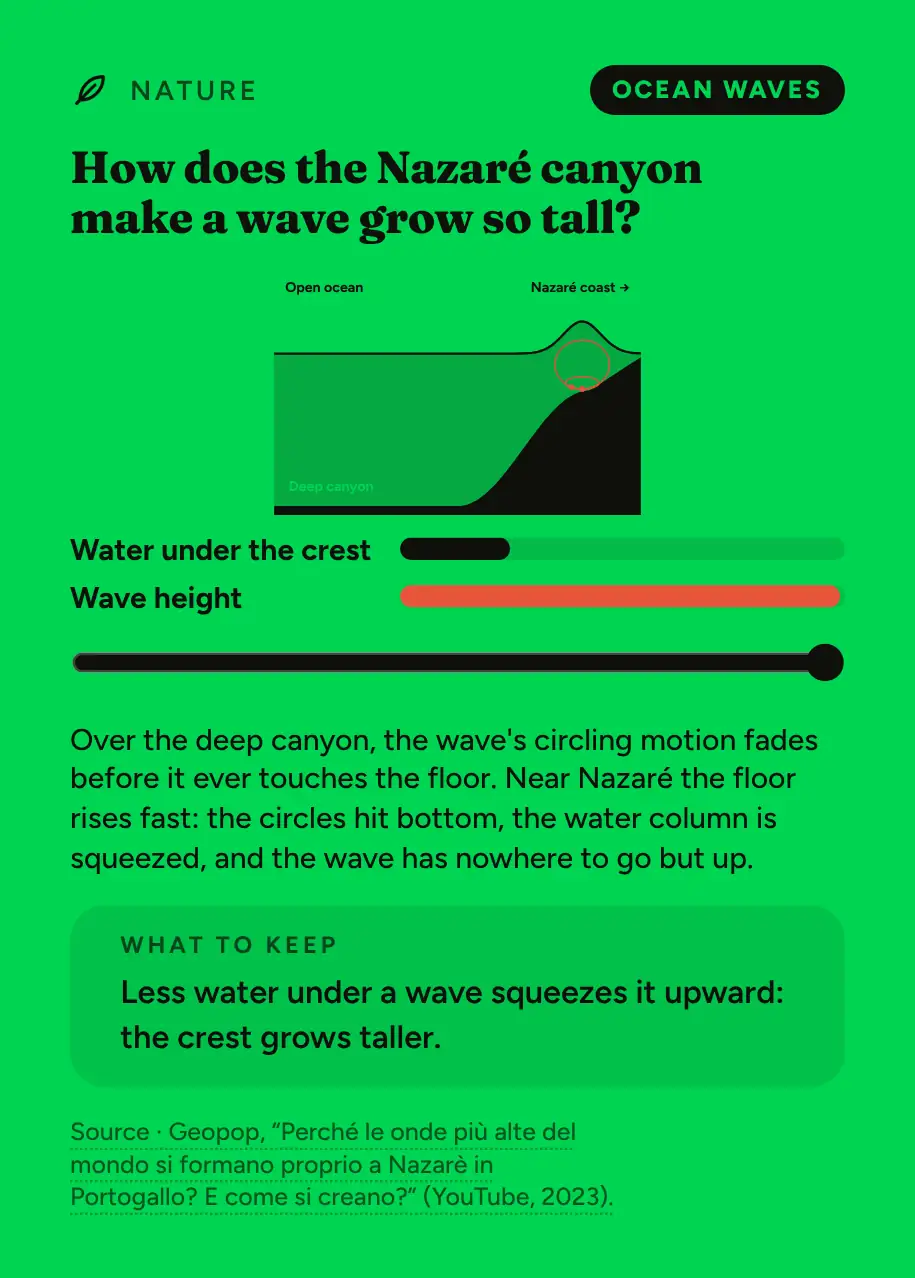 NATURE
OCEAN WAVES
How does the Nazaré canyon
make a wave grow so tall?
Open ocean
Nazaré coast →
Deep canyon
Water under the crest
Wave height
Over the deep canyon, the wave's circling motion fades
before it ever touches the floor. Near Nazaré the floor
rises fast: the circles hit bottom, the water column is
squeezed, and the wave has nowhere to go but up.
WHAT TO KEEP
Less water under a wave squeezes it upward:
the crest grows taller.
Source · Geopop, “Perché le onde più alte del
mondo si formano proprio a Nazarè in
Portogallo? E come si creano?” (YouTube, 2023).